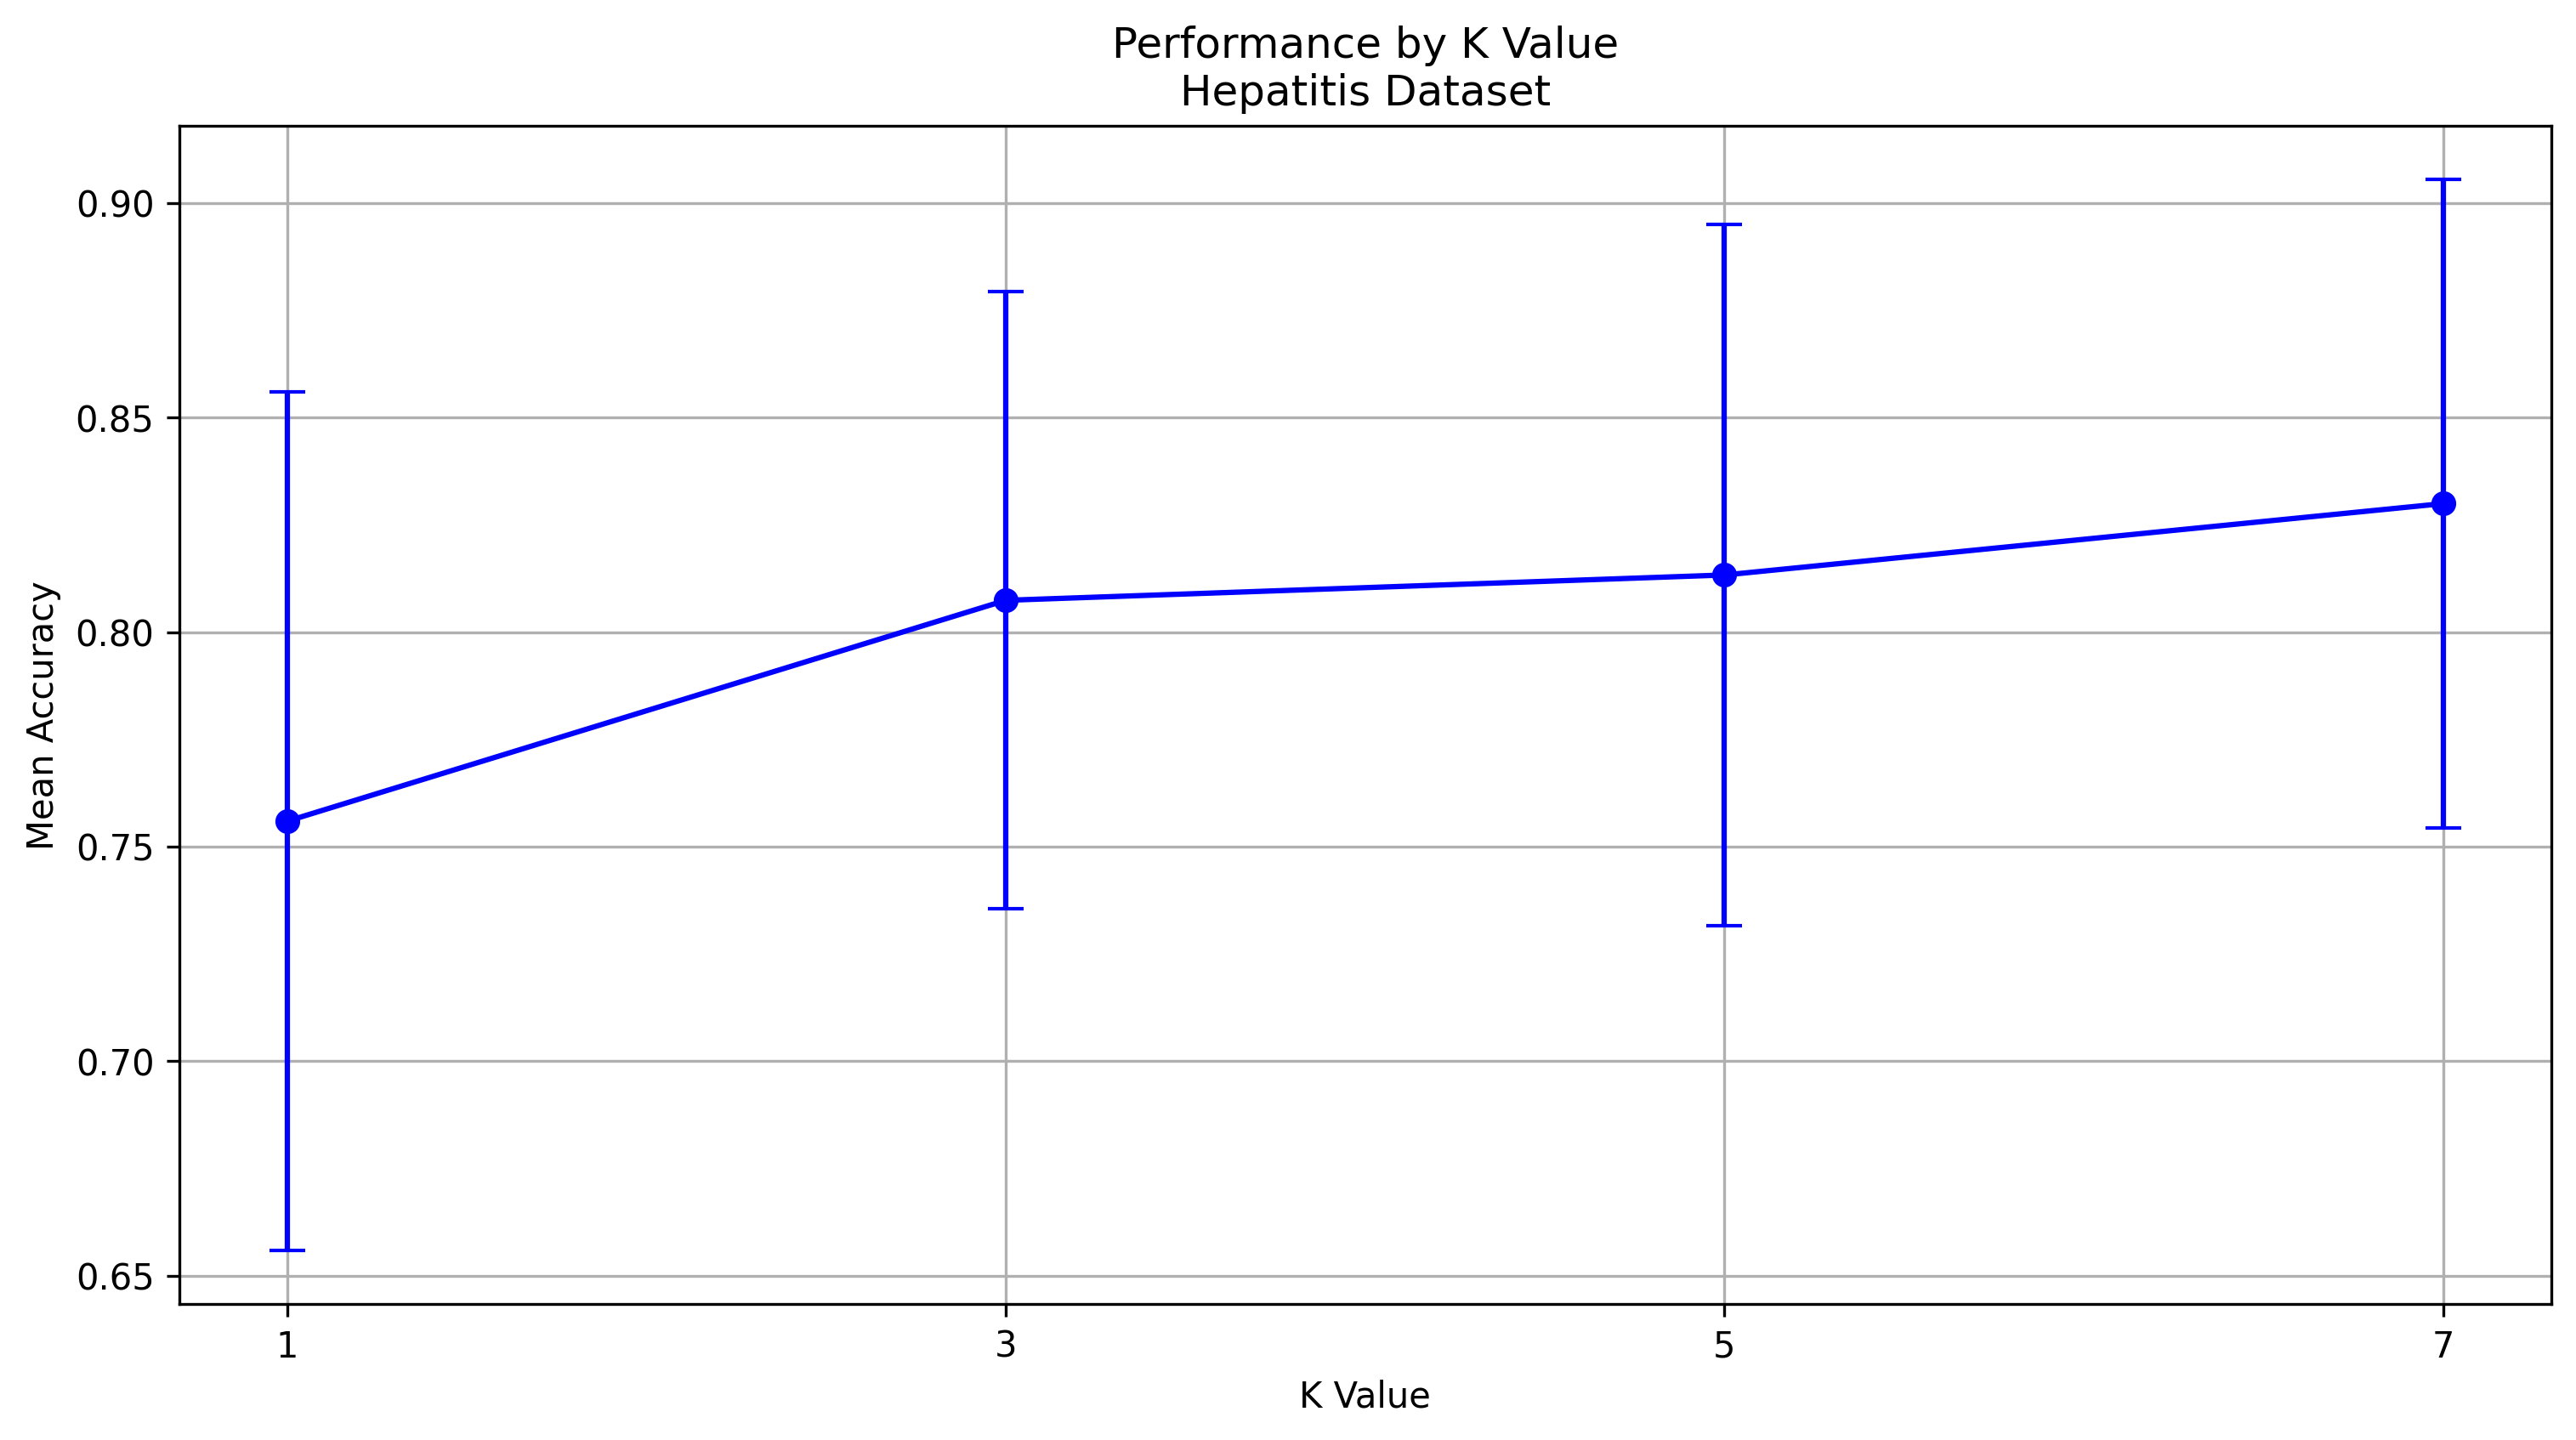 Performance by K Value
Hepatitis Dataset
Mean Accuracy
0.90
0.85
0.80
0.75
0.70
0.65
1 3 5 7
K Value